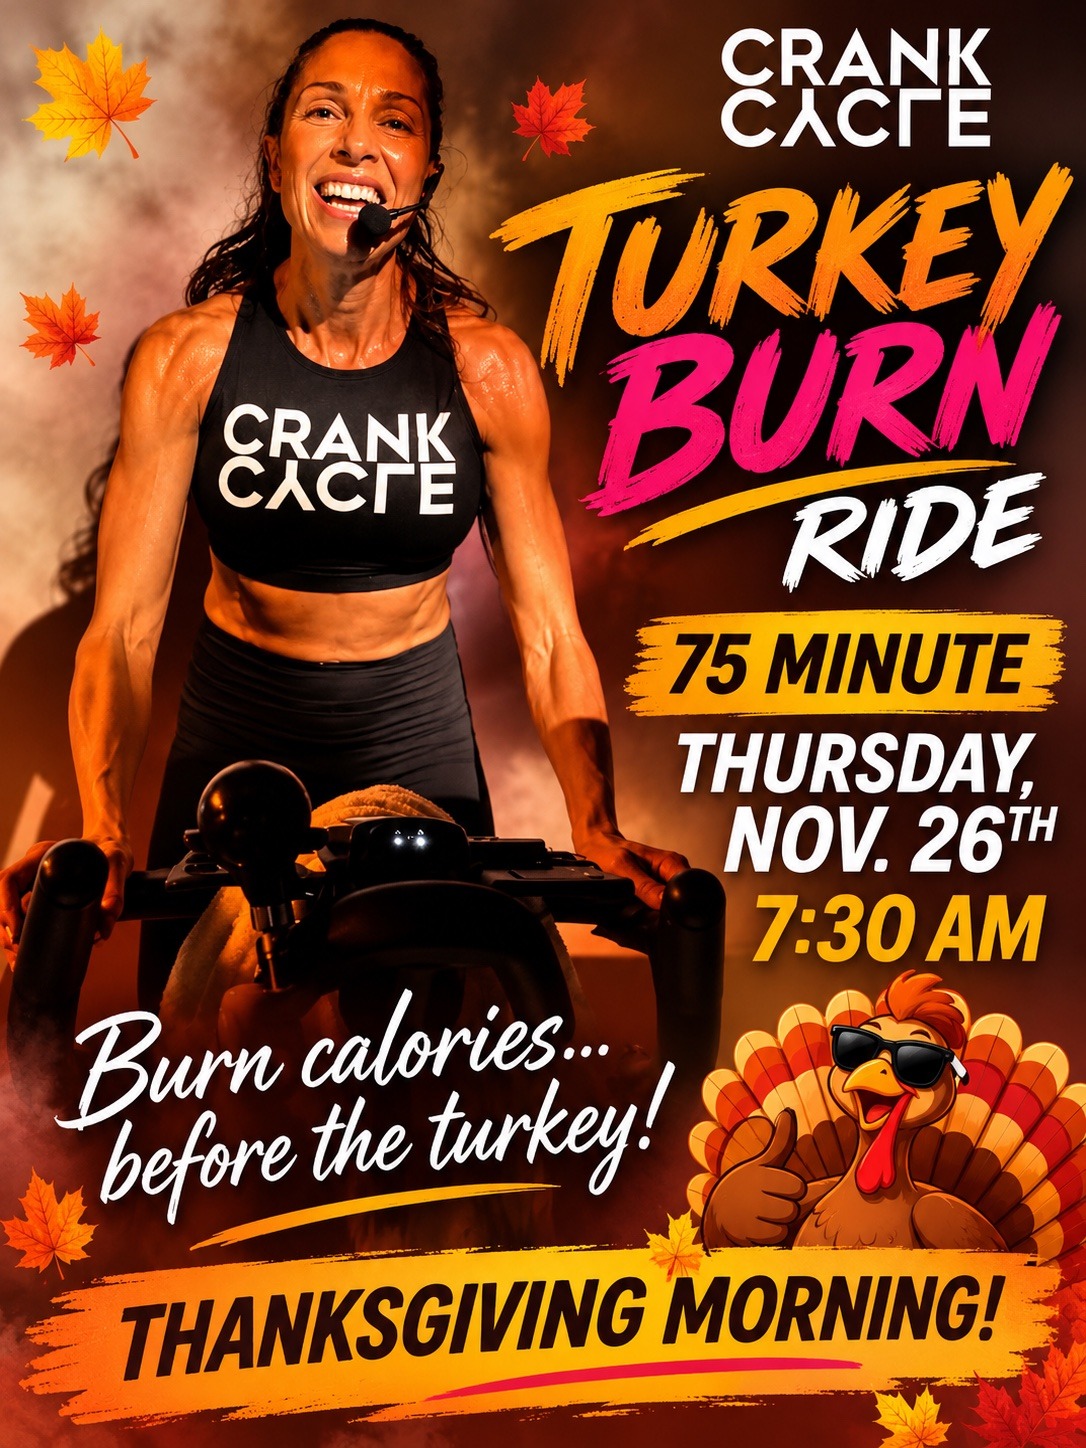 CRANK
CYCLE
TURKEY
BURN
RIDE
CRANK
CYCLE
75 MINUTE
THURSDAY,
NOV. 26TH
7:30 AM
Burn calories...
before the turkey!
THANKSGIVING MORNING!